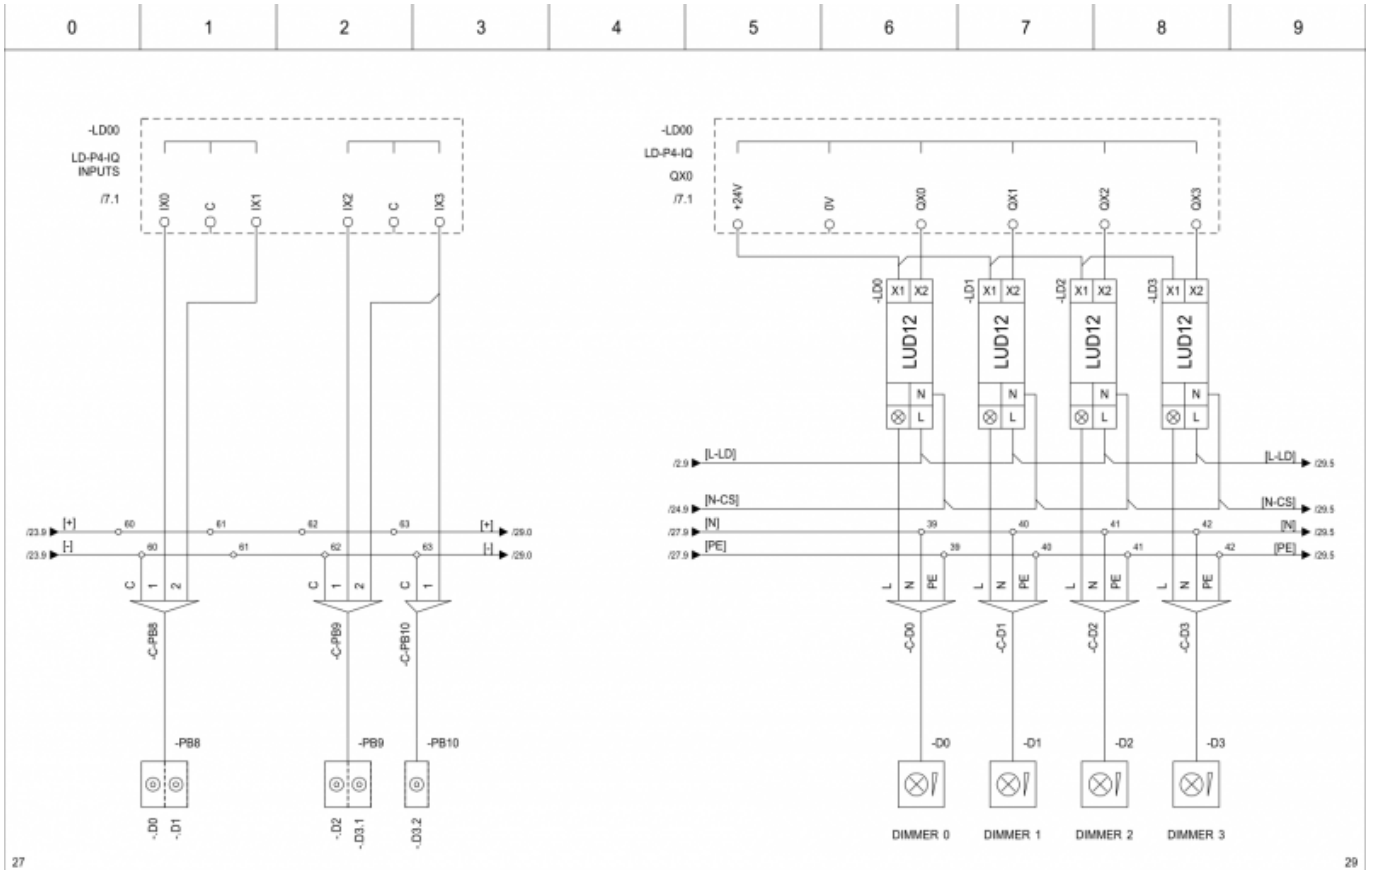 0 1 2 3 4 5 6 7 8 9
-LD00
LD-P4-IQ
INPUTS
/7.1
IX0 C IX1 IX2 C IX3
-LD00
LD-P4-IQ
QX0
/7.1
+24V 0V QX0 QX1 QX2 QX3
-LD0 X1 X2 -LD1 X1 X2 -LD2 X1 X2 -LD3 X1 X2
LUD12 LUD12 LUD12 LUD12
N N N N
L L L L
/2.9 [L-LD] [L-LD] /29.5
/24.9 [N-CS] [N-CS] /29.5
/23.9 [+] 60 61 62 63 [+] /29.0
/27.9 [N] 39 40 41 42 [N] /29.5
/23.9 [-] 60 61 62 63 [-] /29.0
/27.9 [PE] 39 40 41 42 [PE] /29.5
C 1 2 C 1 2 C 1
L N PE L N PE L N PE L N PE
-C-PB8 -C-PB9 -C-PB10
-C-D0 -C-D1 -C-D2 -C-D3
-PB8 -PB9 -PB10
-D0 -D1 -D2 -D3
-.D0 -.D1 -.D2 -.D3.1 -.D3.2
DIMMER 0 DIMMER 1 DIMMER 2 DIMMER 3
27 29